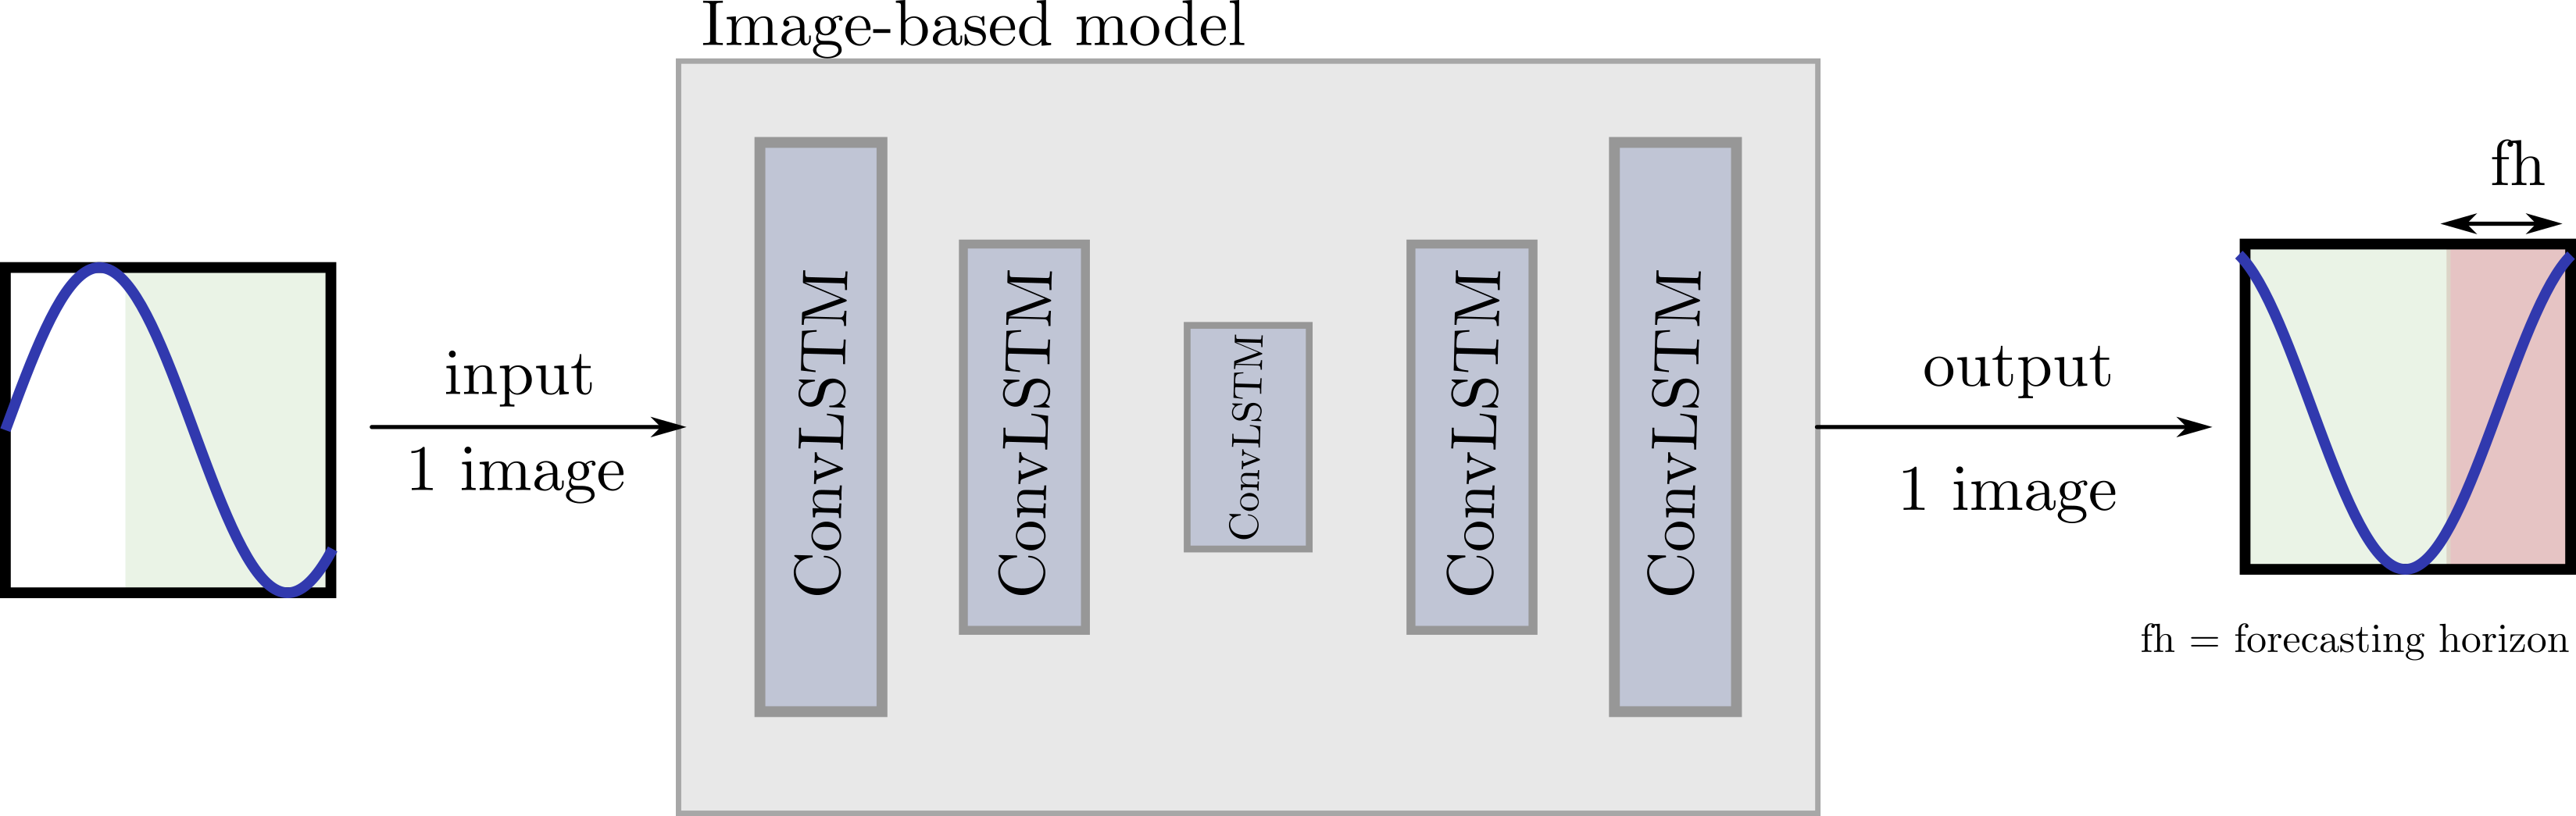 Image-based model
input
1 image
ConvLSTM
ConvLSTM
ConvLSTM
ConvLSTM
ConvLSTM
output
1 image
fh
fh = forecasting horizon